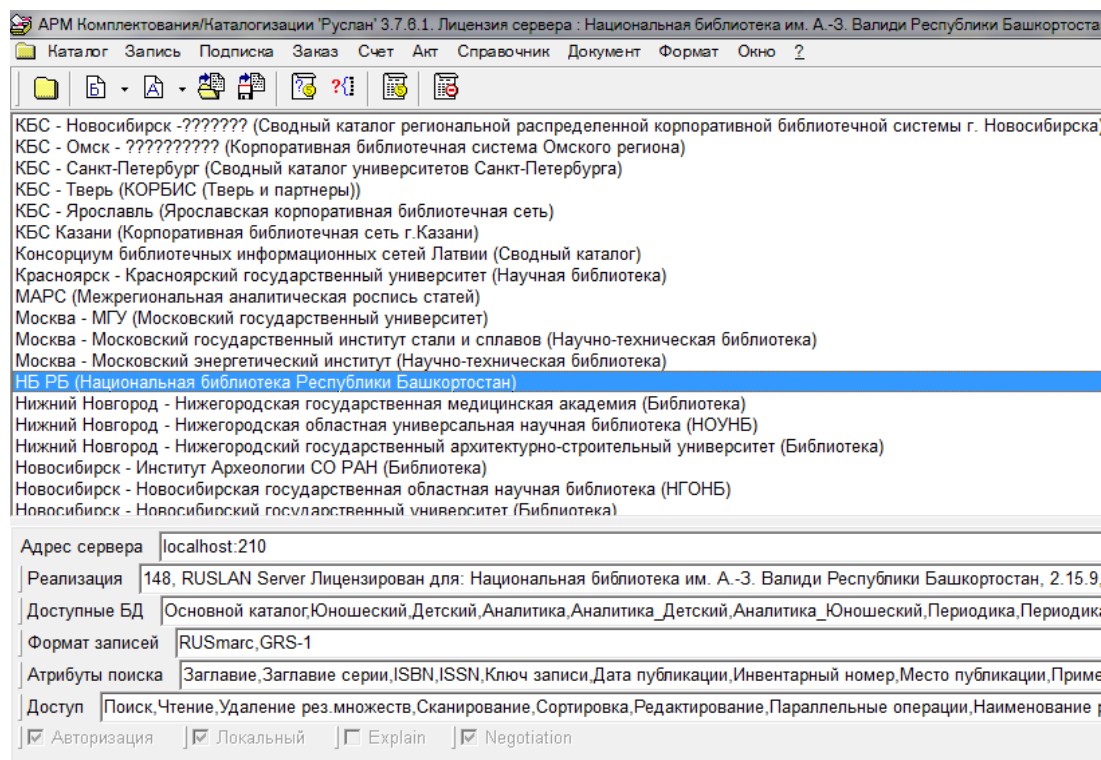 АРМ Комплектования/Каталогизации 'Руслан' 3.7.6.1. Лицензия сервера : Национальная библиотека им. А.-З. Валиди Республики Башкортоста
Каталог Запись Подписка Заказ Счет Акт Справочник Документ Формат Окно ?
КБС - Новосибирск -??????? (Сводный каталог региональной распределенной корпоративной библиотечной системы г. Новосибирска)
КБС - Омск - ?????????? (Корпоративная библиотечная система Омского региона)
КБС - Санкт-Петербург (Сводный каталог университетов Санкт-Петербурга)
КБС - Тверь (КОРБИС (Тверь и партнеры))
КБС - Ярославль (Ярославская корпоративная библиотечная сеть)
КБС Казани (Корпоративная библиотечная сеть г.Казани)
Консорциум библиотечных информационных сетей Латвии (Сводный каталог)
Красноярск - Красноярский государственный университет (Научная библиотека)
МАРС (Межрегиональная аналитическая роспись статей)
Москва - МГУ (Московский государственный университет)
Москва - Московский государственный институт стали и сплавов (Научно-техническая библиотека)
Москва - Московский энергетический институт (Научно-техническая библиотека)
НБ РБ (Национальная библиотека Республики Башкортостан)
Нижний Новгород - Нижегородская государственная медицинская академия (Библиотека)
Нижний Новгород - Нижегородская областная универсальная научная библиотека (НОУНБ)
Нижний Новгород - Нижегородский государственный архитектурно-строительный университет (Библиотека)
Новосибирск - Институт Археологии СО РАН (Библиотека)
Новосибирск - Новосибирская государственная областная научная библиотека (НГОНБ)
Новосибирск - Новосибирский государственный университет (Библиотека)
Адрес сервера localhost:210
Реализация 148, RUSLAN Server Лицензирован для: Национальная библиотека им. А.-З. Валиди Республики Башкортостан, 2.15.9,
Доступные БД Основной каталог,Юношеский,Детский,Аналитика,Аналитика_Детский,Аналитика_Юношеский,Периодика,Периодика
Формат записей RUSmarc,GRS-1
Атрибуты поиска Заглавие,Заглавие серии,ISBN,ISSN,Ключ записи,Дата публикации,Инвентарный номер,Место публикации,Приме
Доступ Поиск,Чтение,Удаление рез.множеств,Сканирование,Сортировка,Редактирование,Параллельные операции,Наименование р
Авторизация Локальный Explain Negotiation